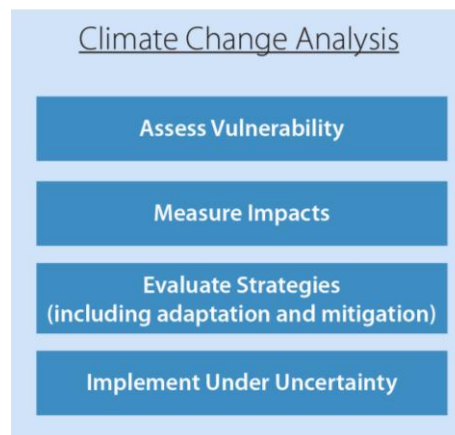 Climate Change Analysis
Assess Vulnerability
Measure Impacts
Evaluate Strategies
(including adaptation and mitigation)
Implement Under Uncertainty